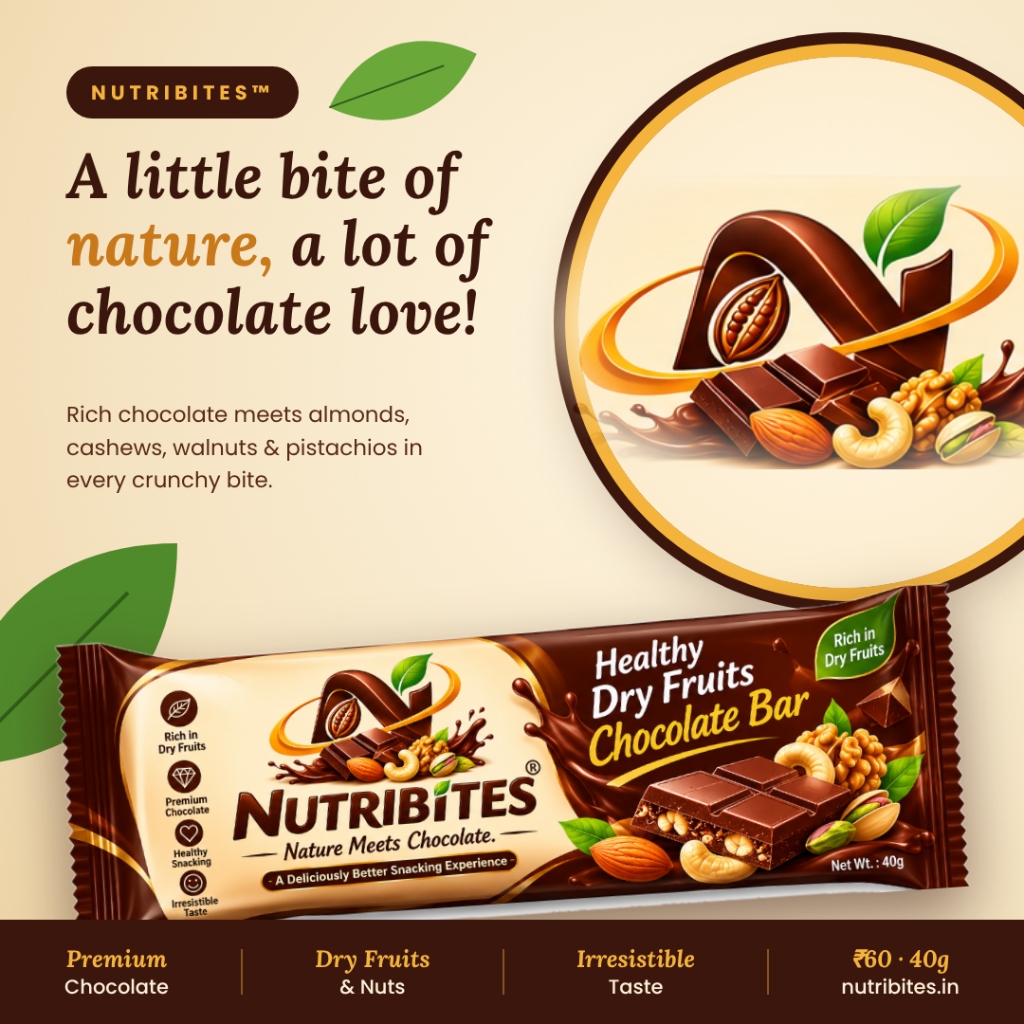 NUTRIBITES™
A little bite of
nature, a lot of
chocolate love!
Rich chocolate meets almonds,
cashews, walnuts & pistachios in
every crunchy bite.
Rich in
Dry Fruits
Premium
Chocolate
Healthy
Snacking
Irresistible
Taste
NUTRIBITES®
Nature Meets Chocolate.
- A Deliciously Better Snacking Experience -
Healthy
Dry Fruits
Chocolate Bar
Rich in
Dry Fruits
Net Wt. : 40g
Premium
Chocolate
Dry Fruits
& Nuts
Irresistible
Taste
₹60 · 40g
nutribites.in